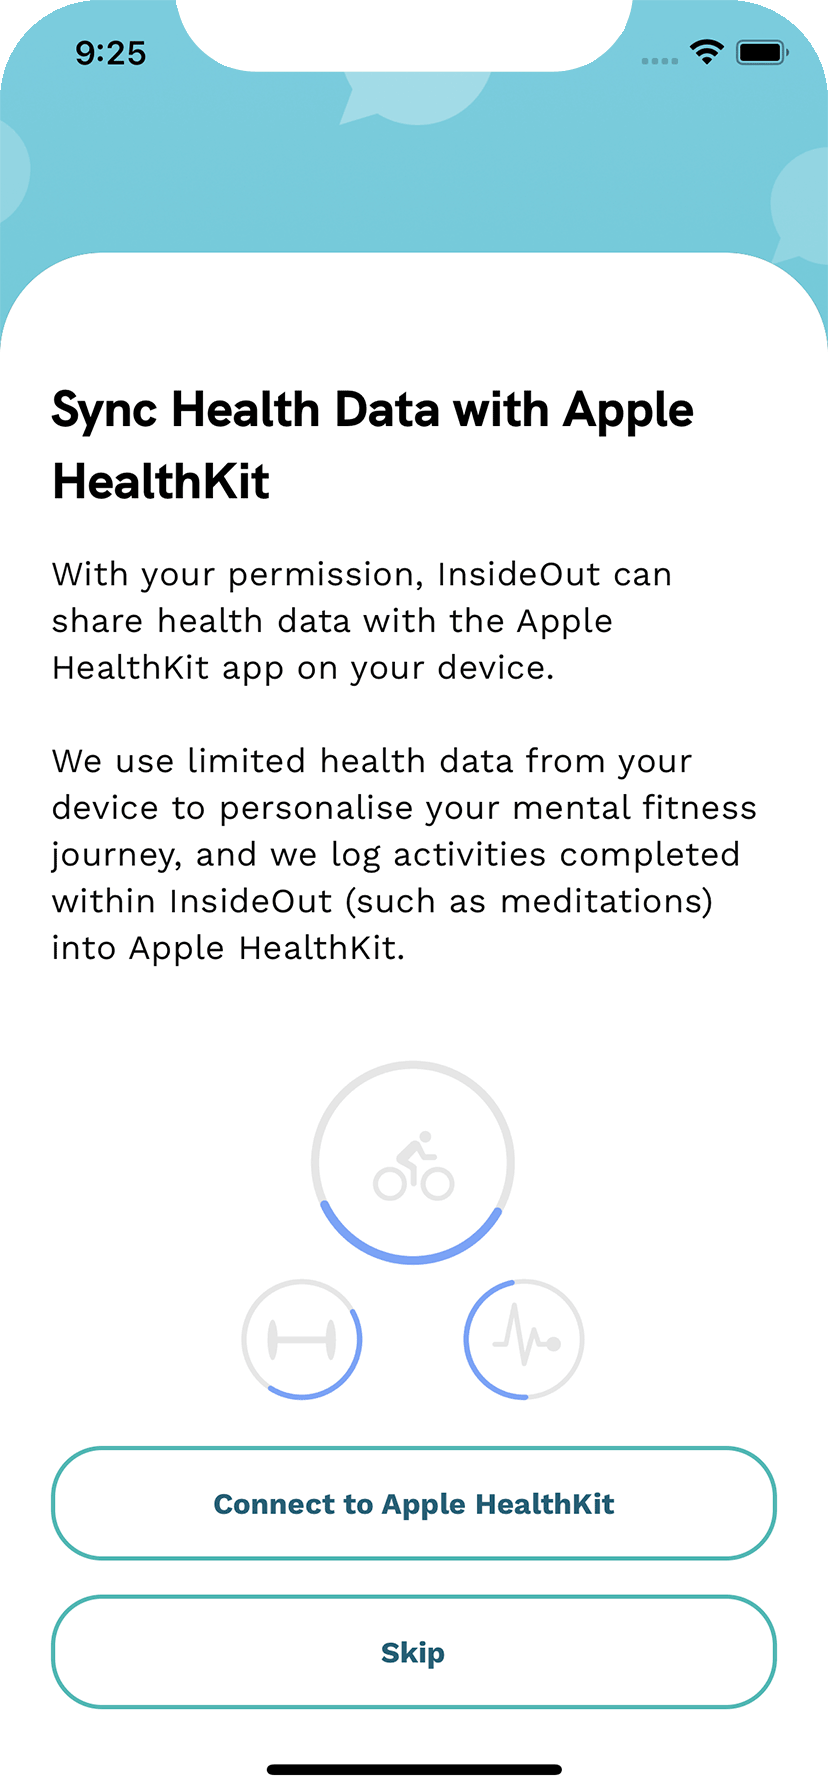 9:25
Sync Health Data with Apple
HealthKit
With your permission, InsideOut can
share health data with the Apple
HealthKit app on your device.
We use limited health data from your
device to personalise your mental fitness
journey, and we log activities completed
within InsideOut (such as meditations)
into Apple HealthKit.
Connect to Apple HealthKit
Skip